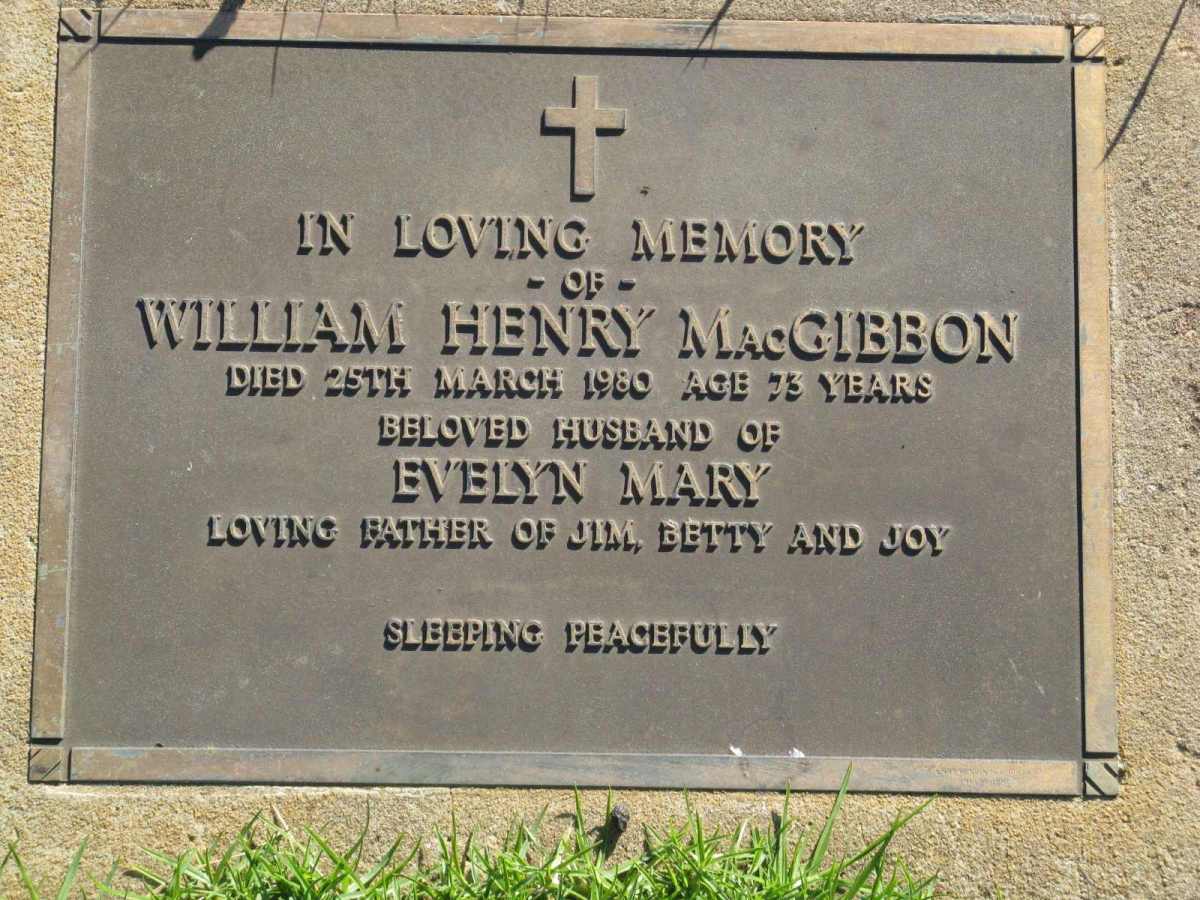 IN LOVING MEMORY
- OF -
WILLIAM HENRY MacGIBBON
DIED 25TH MARCH 1980 AGE 73 YEARS
BELOVED HUSBAND OF
EVELYN MARY
LOVING FATHER OF JIM, BETTY AND JOY
SLEEPING PEACEFULLY